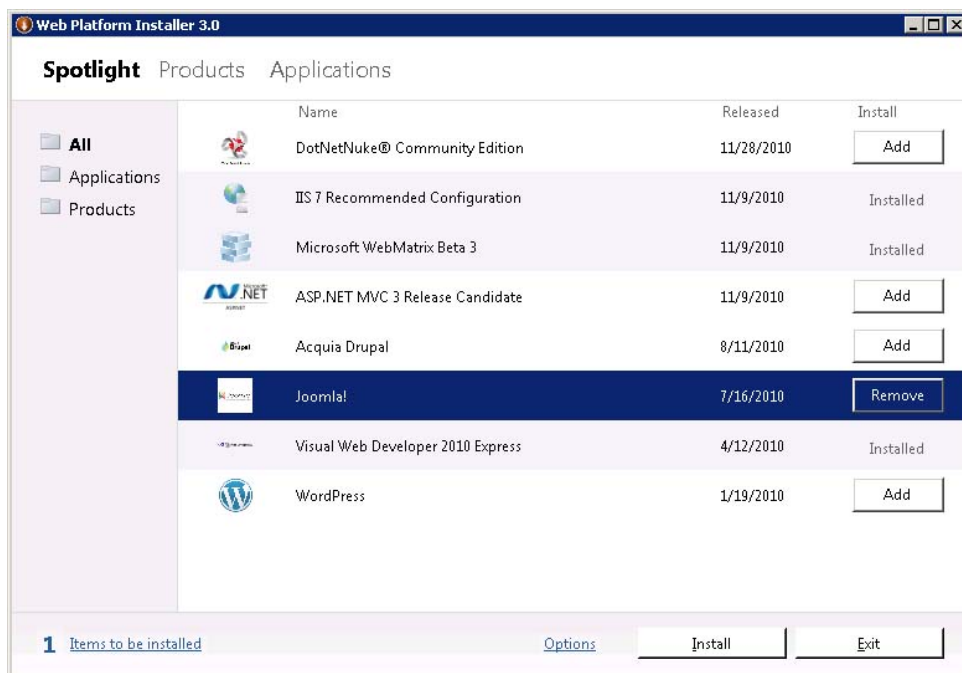 Web Platform Installer 3.0
Spotlight Products Applications
All
Applications
Products
Name Released Install
DotNetNuke® Community Edition 11/28/2010 Add
IIS 7 Recommended Configuration 11/9/2010 Installed
Microsoft WebMatrix Beta 3 11/9/2010 Installed
.NET
ASP.NET MVC 3 Release Candidate 11/9/2010 Add
Acquia Drupal 8/11/2010 Add
Joomla! 7/16/2010 Remove
Visual Web Developer 2010 Express 4/12/2010 Installed
WordPress 1/19/2010 Add
1 Items to be installed Options Install Exit